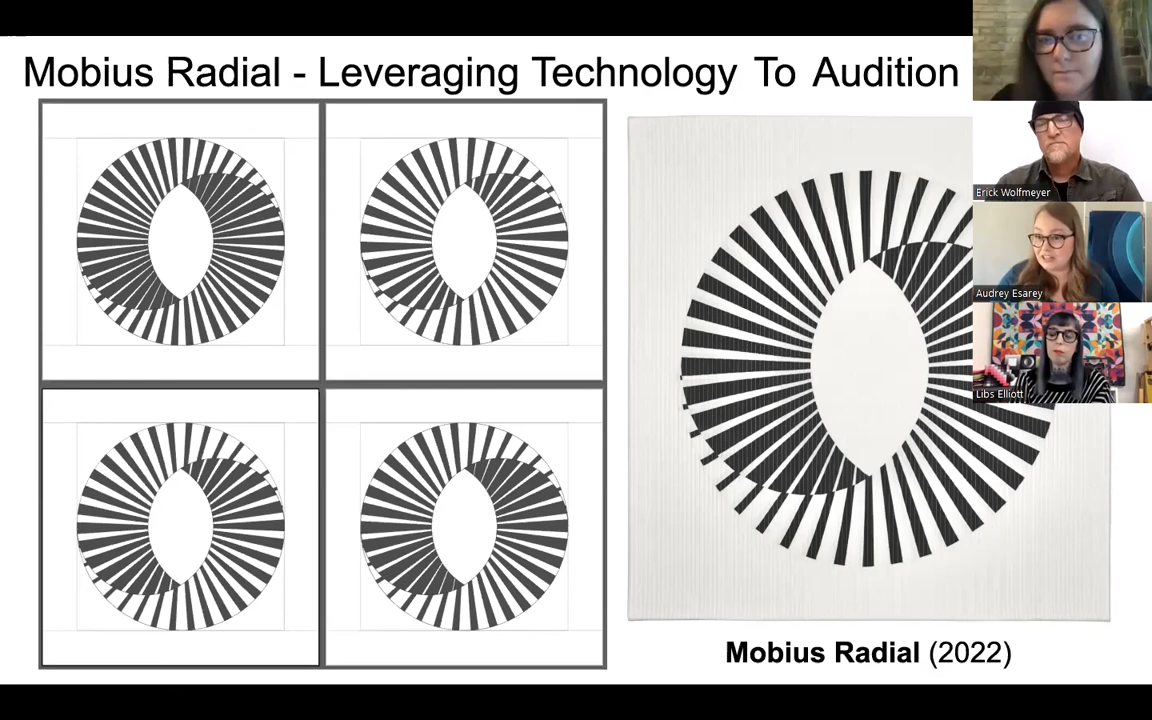 Mobius Radial - Leveraging Technology To Audition
Erick Wolfmeyer
Audrey Esarey
Libs Elliott
Mobius Radial (2022)